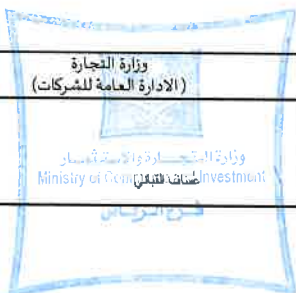 وزارة التجارة
(الادارة العامة للشركات)
وزارة التجارة والاستثمار
Ministry of Commerce and Investment
فرع الرياض